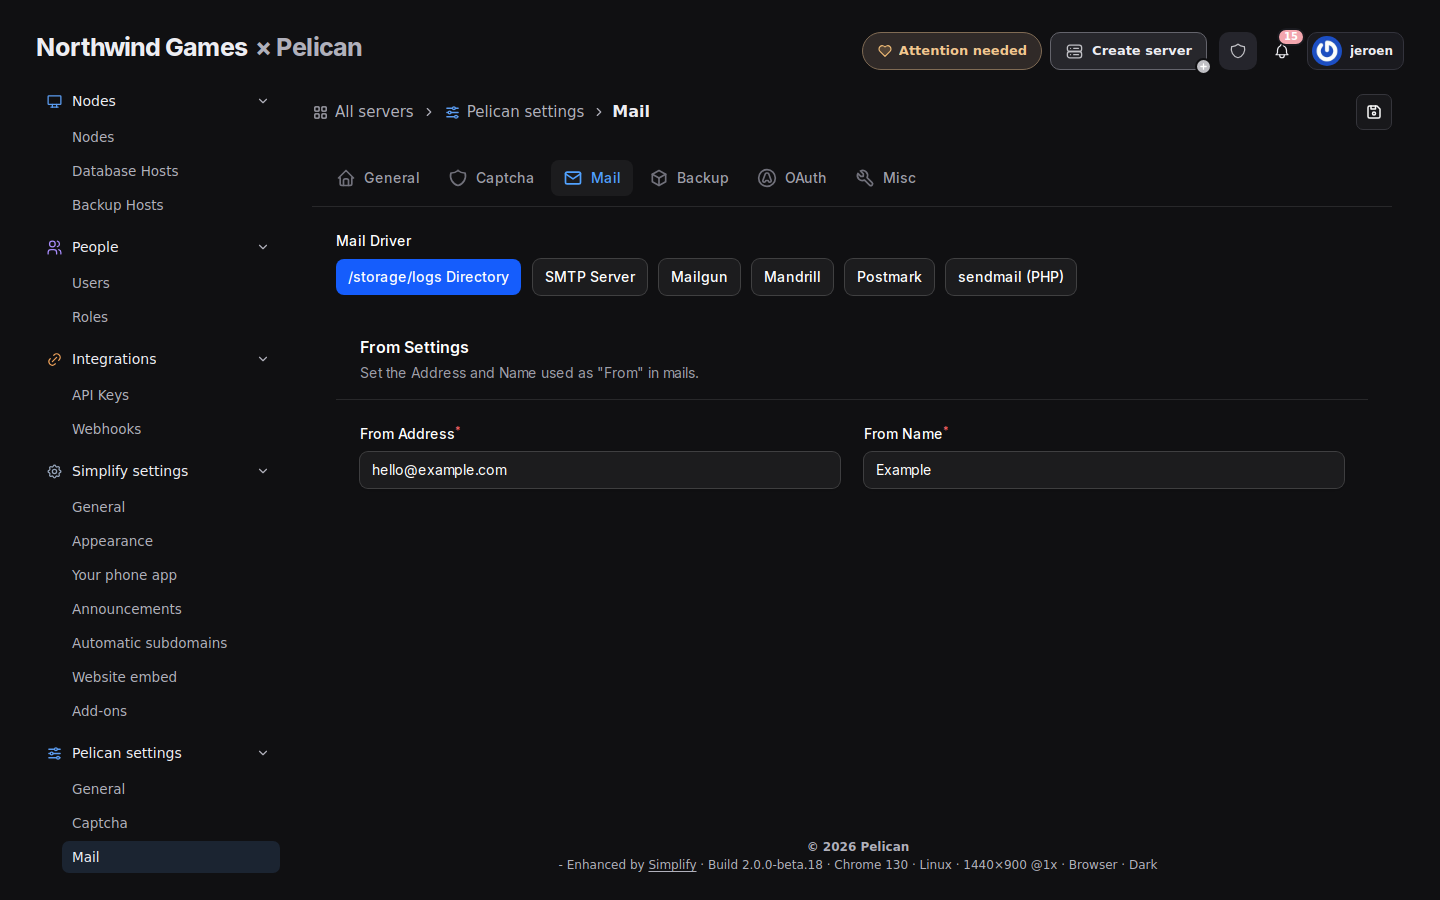 Northwind Games × Pelican
Attention needed
Create server
15
jeroen
Nodes
Nodes
Database Hosts
Backup Hosts
People
Users
Roles
Integrations
API Keys
Webhooks
Simplify settings
General
Appearance
Your phone app
Announcements
Automatic subdomains
Website embed
Add-ons
Pelican settings
General
Captcha
Mail
All servers > Pelican settings > Mail
General Captcha Mail Backup OAuth Misc
Mail Driver
/storage/logs Directory SMTP Server Mailgun Mandrill Postmark sendmail (PHP)
From Settings
Set the Address and Name used as "From" in mails.
From Address* From Name*
hello@example.com Example
© 2026 Pelican
- Enhanced by Simplify · Build 2.0.0-beta.18 · Chrome 130 · Linux · 1440×900 @1x · Browser · Dark